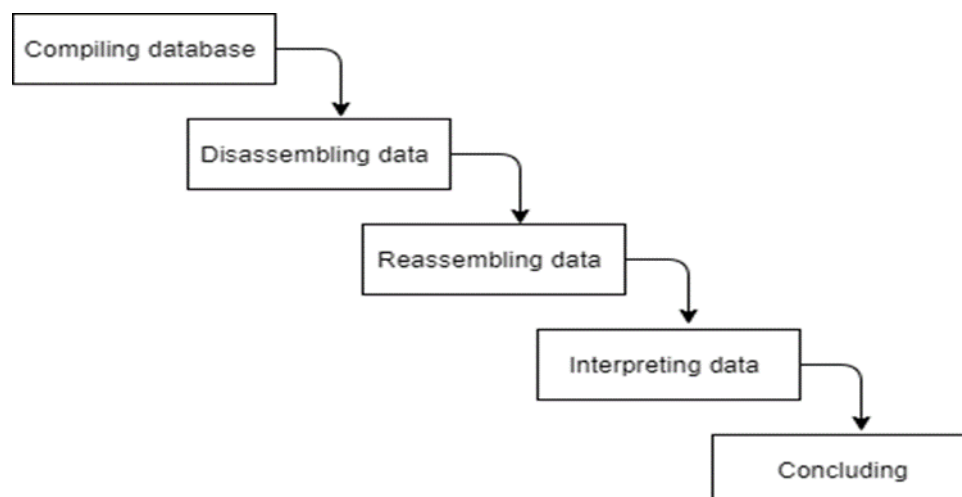 Compiling database
Disassembling data
Reassembling data
Interpreting data
Concluding